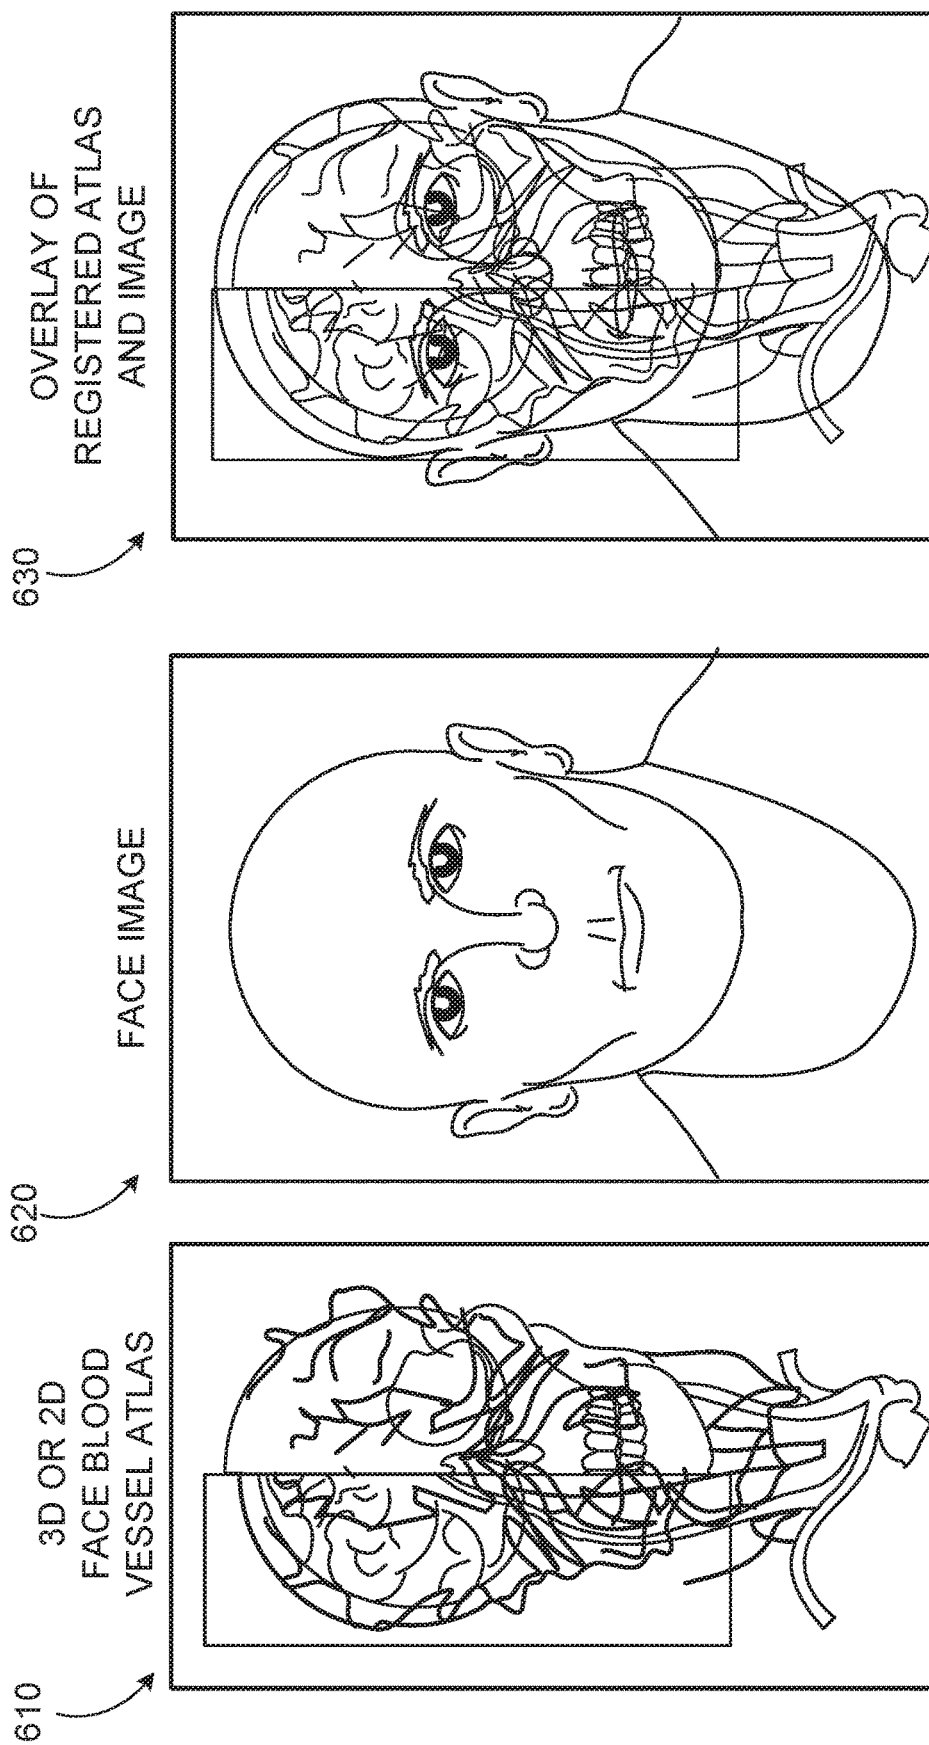 610
3D OR 2D
FACE BLOOD
VESSEL ATLAS
620
FACE IMAGE
630
OVERLAY OF
REGISTERED ATLAS
AND IMAGE